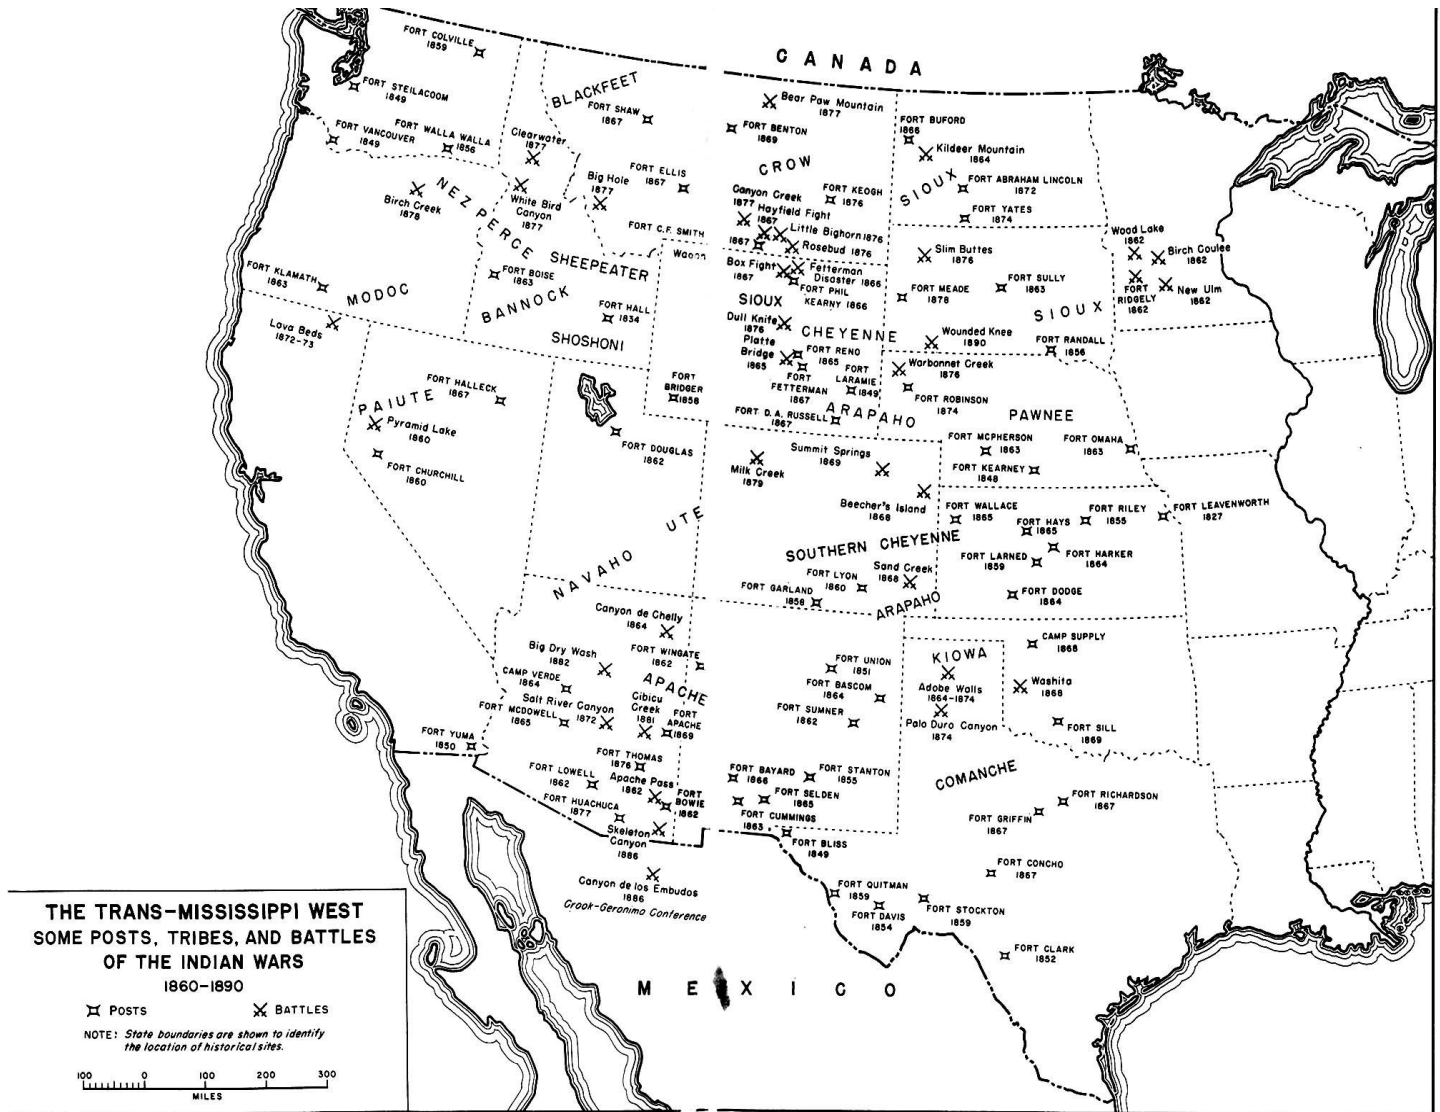 CANADA
FORT COLVILLE
1859
FORT STEILACOOM
1849
FORT VANCOUVER
1849
FORT WALLA WALLA
1856
BLACKFEET
FORT SHAW
1867
Clearwater
1877
Bear Paw Mountain
1877
FORT BENTON
1869
FORT BUFORD
1866
Kildeer Mountain
1864
CROW
SIOUX
FORT ELLIS
1867
Big Hole
1877
White Bird
Canyon
1877
Birch Creek
1878
NEZ PERCE
FORT C.F. SMITH
1867
Canyon Creek
1877
Hayfield Fight
1867
FORT KEOGH
1876
Little Bighorn 1876
Rosebud 1876
FORT ABRAHAM LINCOLN
1872
FORT YATES
1874
Wood Lake
1862
Birch Coulee
1862
FORT
RIDGELY
1862
New Ulm
1862
Slim Buttes
1876
SHEEPEATER
Wagon
Box Fight
1867
Fetterman
Disaster 1866
FORT PHIL
KEARNY 1866
FORT MEADE
1878
FORT SULLY
1863
SIOUX
FORT KLAMATH
1863
MODOC
FORT BOISE
1863
BANNOCK
FORT HALL
1834
SHOSHONI
Lava Beds
1872-73
SIOUX
Dull Knife
1876
CHEYENNE
Platte
Bridge
1865
FORT RENO
1865
FORT
FETTERMAN
1867
FORT
LARAMIE
1849
Wounded Knee
1890
FORT RANDALL
1856
Warbonnet Creek
1876
FORT ROBINSON
1874
FORT HALLECK
1867
PAIUTE
Pyramid Lake
1860
FORT CHURCHILL
1860
FORT
BRIDGER
1858
FORT DOUGLAS
1862
FORT D. A. RUSSELL
1867
ARAPAHO
PAWNEE
FORT MCPHERSON
1863
FORT OMAHA
1863
FORT KEARNEY
1848
Milk Creek
1879
Summit Springs
1869
Beecher's Island
1868
FORT WALLACE
1865
FORT HAYS
1865
FORT RILEY
1855
FORT LEAVENWORTH
1827
FORT LARNED
1859
FORT HARKER
1864
FORT DODGE
1864
UTE
NAVAHO
SOUTHERN CHEYENNE
FORT LYON
1860
Sand Creek
1868
FORT GARLAND
1858
ARAPAHO
Canyon de Chelly
1864
Big Dry Wash
1882
FORT WINGATE
1862
CAMP VERDE
1864
APACHE
Salt River Canyon
1872
Cibicu
Creek
1881
FORT
APACHE
1869
FORT MCDOWELL
1865
FORT YUMA
1850
FORT UNION
1851
FORT BASCOM
1864
FORT SUMNER
1862
KIOWA
Adobe Walls
1864-1874
Palo Duro Canyon
1874
CAMP SUPPLY
1868
Washita
1868
FORT SILL
1869
FORT THOMAS
1876
FORT LOWELL
1862
Apache Pass
1862
FORT
BOWIE
1862
FORT HUACHUCA
1877
Skeleton
Canyon
1886
FORT BAYARD
1866
FORT STANTON
1855
FORT SELDEN
1865
FORT CUMMINGS
1863
FORT BLISS
1849
COMANCHE
FORT RICHARDSON
1867
FORT GRIFFIN
1867
FORT CONCHO
1867
Canyon de los Embudos
1886
Crook-Geronimo Conference
FORT QUITMAN
1859
FORT DAVIS
1854
FORT STOCKTON
1859
FORT CLARK
1852
MEXICO
THE TRANS-MISSISSIPPI WEST
SOME POSTS, TRIBES, AND BATTLES
OF THE INDIAN WARS
1860-1890
POSTS
BATTLES
NOTE: State boundaries are shown to identify
the location of historical sites.
100 0 100 200 300
MILES